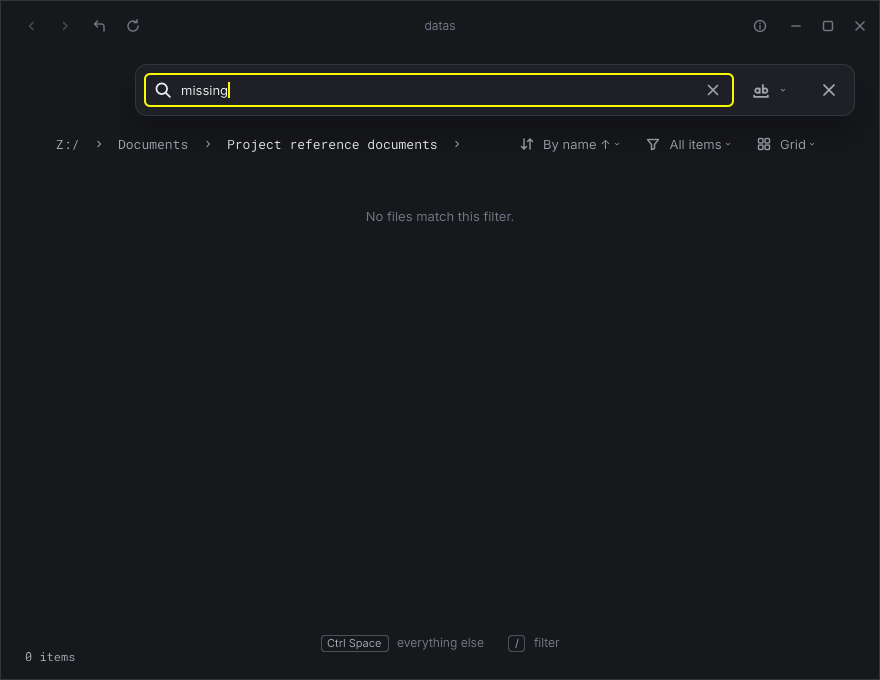 datas
missing
ab
Z:/ > Documents > Project reference documents >
By name ↑
All items
Grid
No files match this filter.
Ctrl Space everything else / filter
0 items